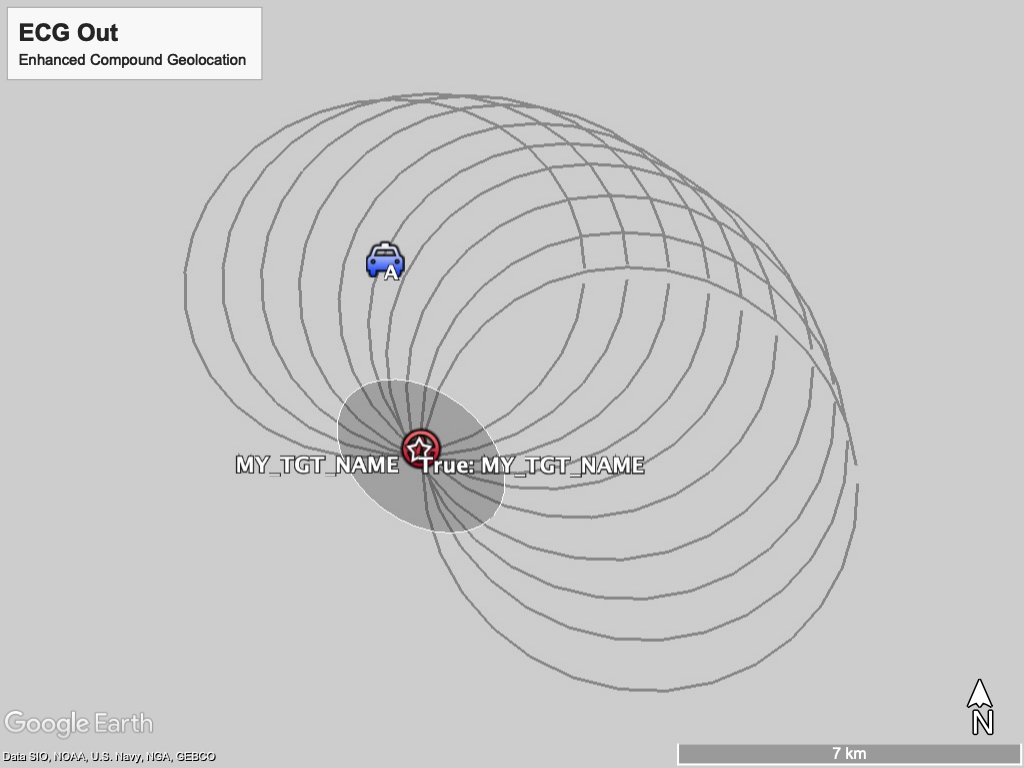 ECG Out
Enhanced Compound Geolocation
A
MY_TGT_NAME True: MY_TGT_NAME
N
Google Earth
Data SIO, NOAA, U.S. Navy, NGA, GEBCO
7 km